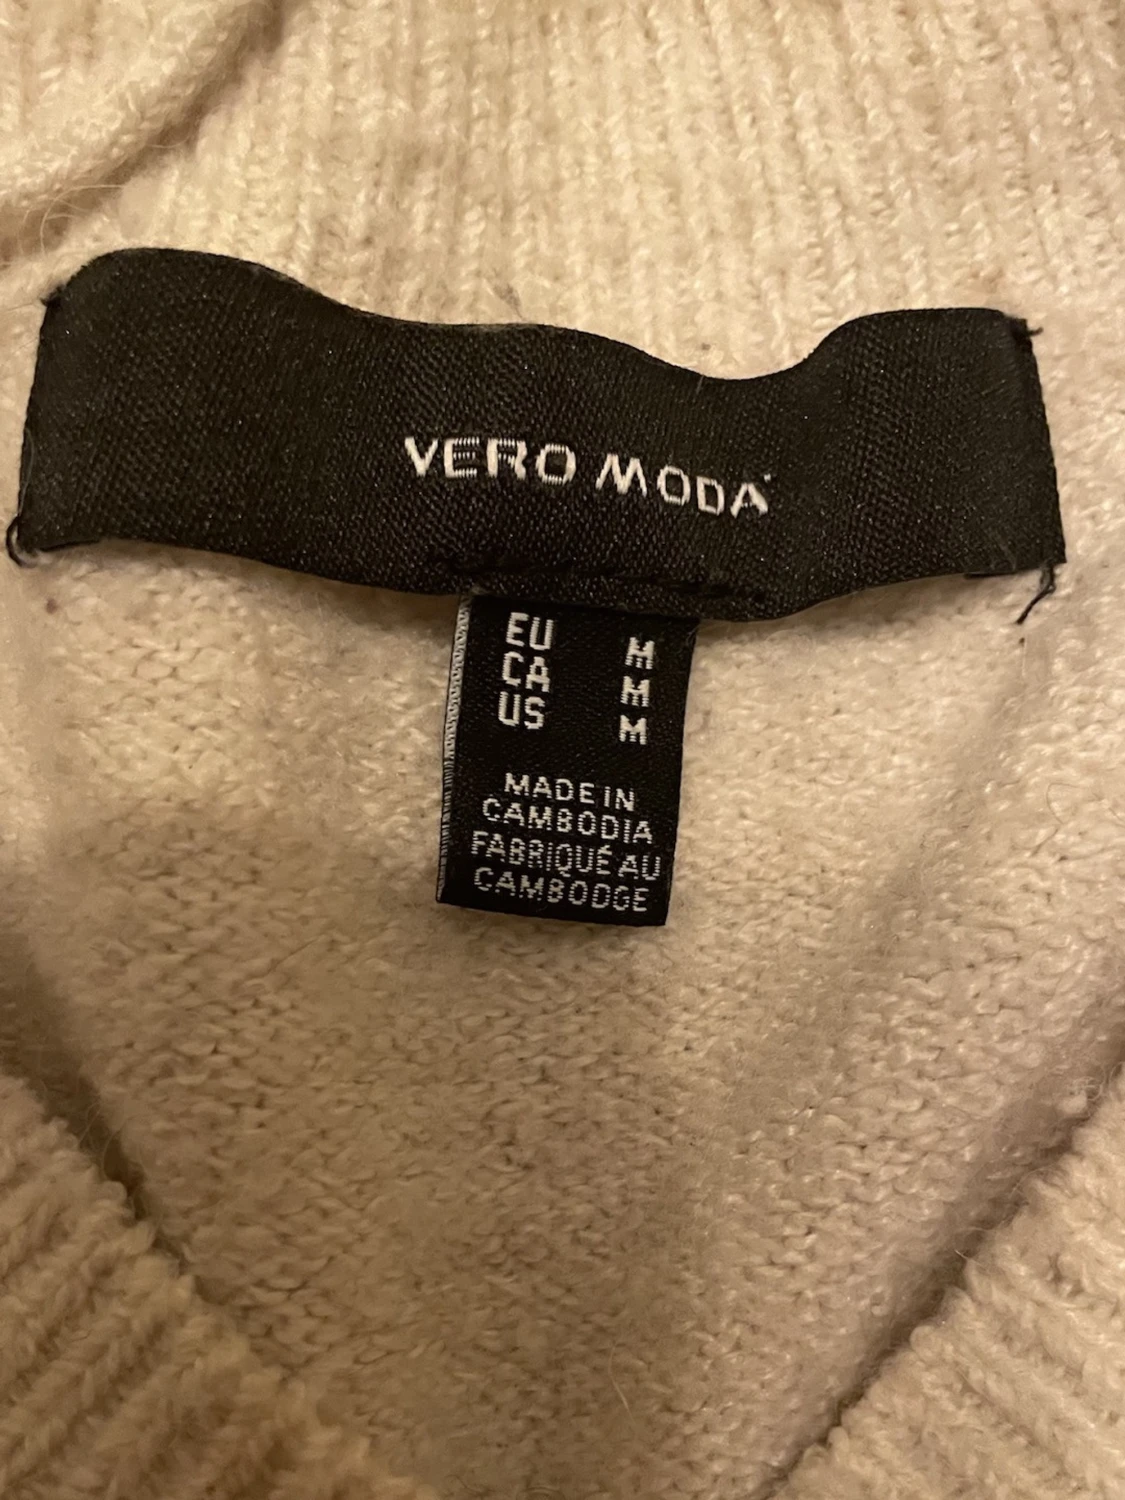 VERO MODA
EU M
CA M
US M
MADE IN
CAMBODIA
FABRIQUÉ AU
CAMBODGE